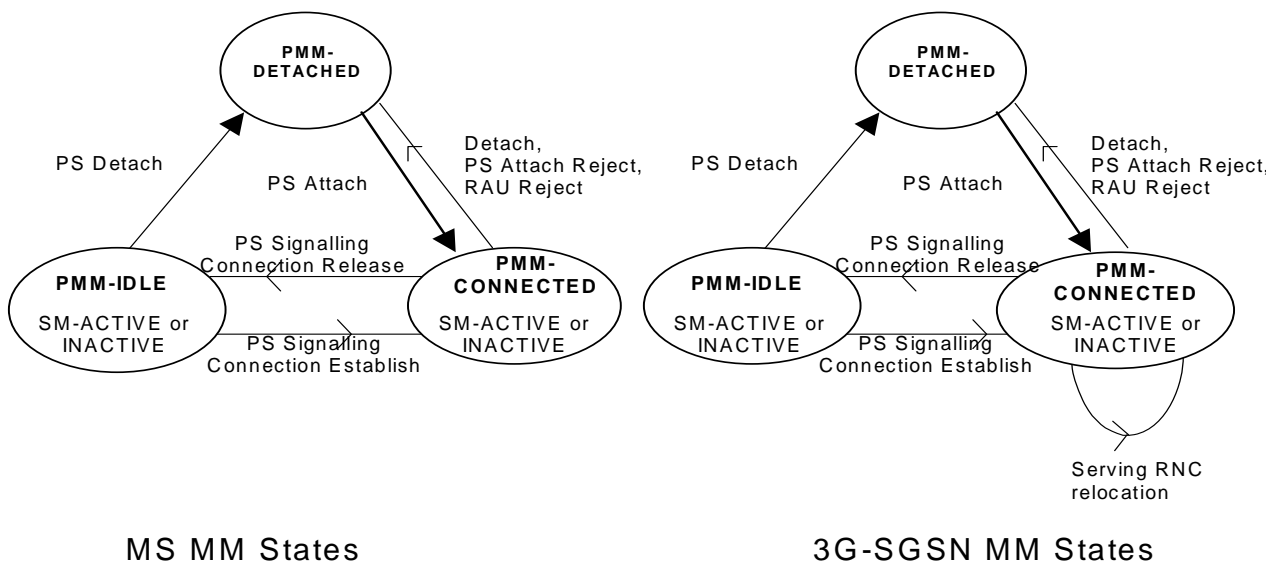 PMM-
DETACHED
PS Detach
PS Attach
Detach,
PS Attach Reject,
RAU Reject
PS Signalling
Connection Release
PMM-IDLE
SM-ACTIVE or
INACTIVE
PMM-
CONNECTED
SM-ACTIVE or
INACTIVE
PS Signalling
Connection Establish
MS MM States
PMM-
DETACHED
PS Detach
PS Attach
Detach,
PS Attach Reject,
RAU Reject
PS Signalling
Connection Release
PMM-IDLE
SM-ACTIVE or
INACTIVE
PMM-
CONNECTED
SM-ACTIVE or
INACTIVE
PS Signalling
Connection Establish
Serving RNC
relocation
3G-SGSN MM States